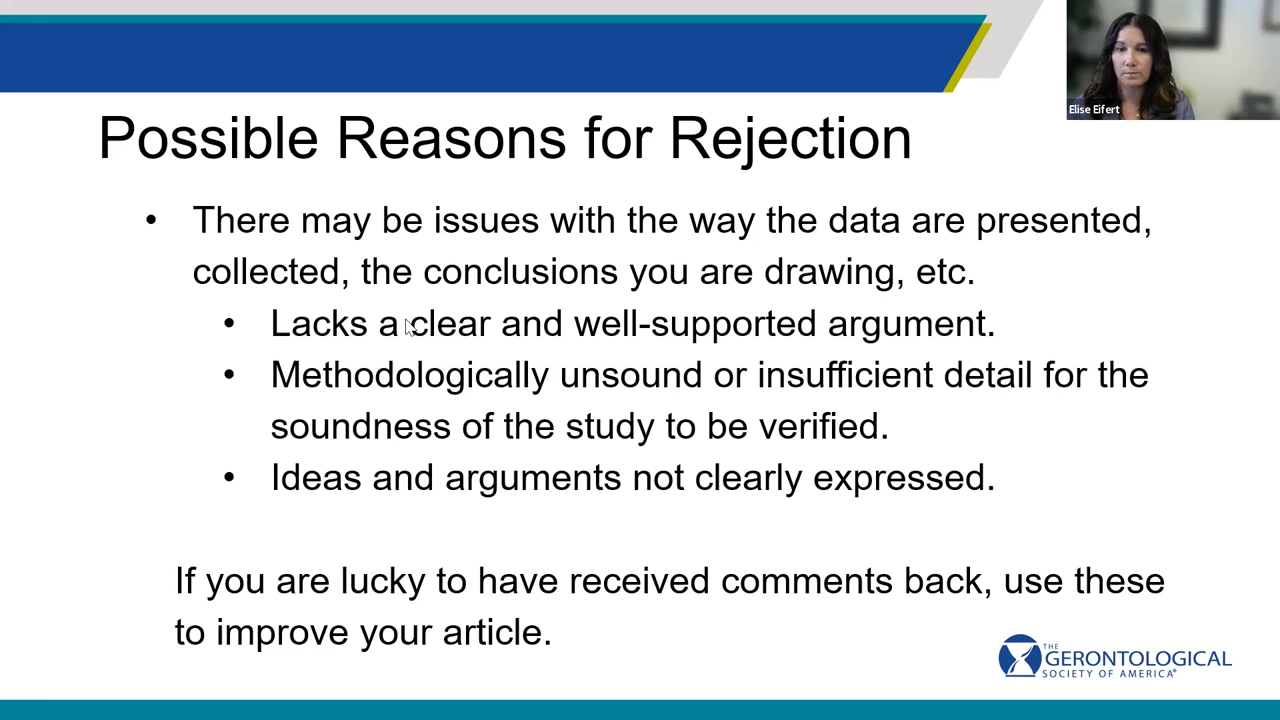 Elise Eifert
Possible Reasons for Rejection
• There may be issues with the way the data are presented,
collected, the conclusions you are drawing, etc.
• Lacks a clear and well-supported argument.
• Methodologically unsound or insufficient detail for the
soundness of the study to be verified.
• Ideas and arguments not clearly expressed.
If you are lucky to have received comments back, use these
to improve your article.
THE
GERONTOLOGICAL
SOCIETY OF AMERICA®